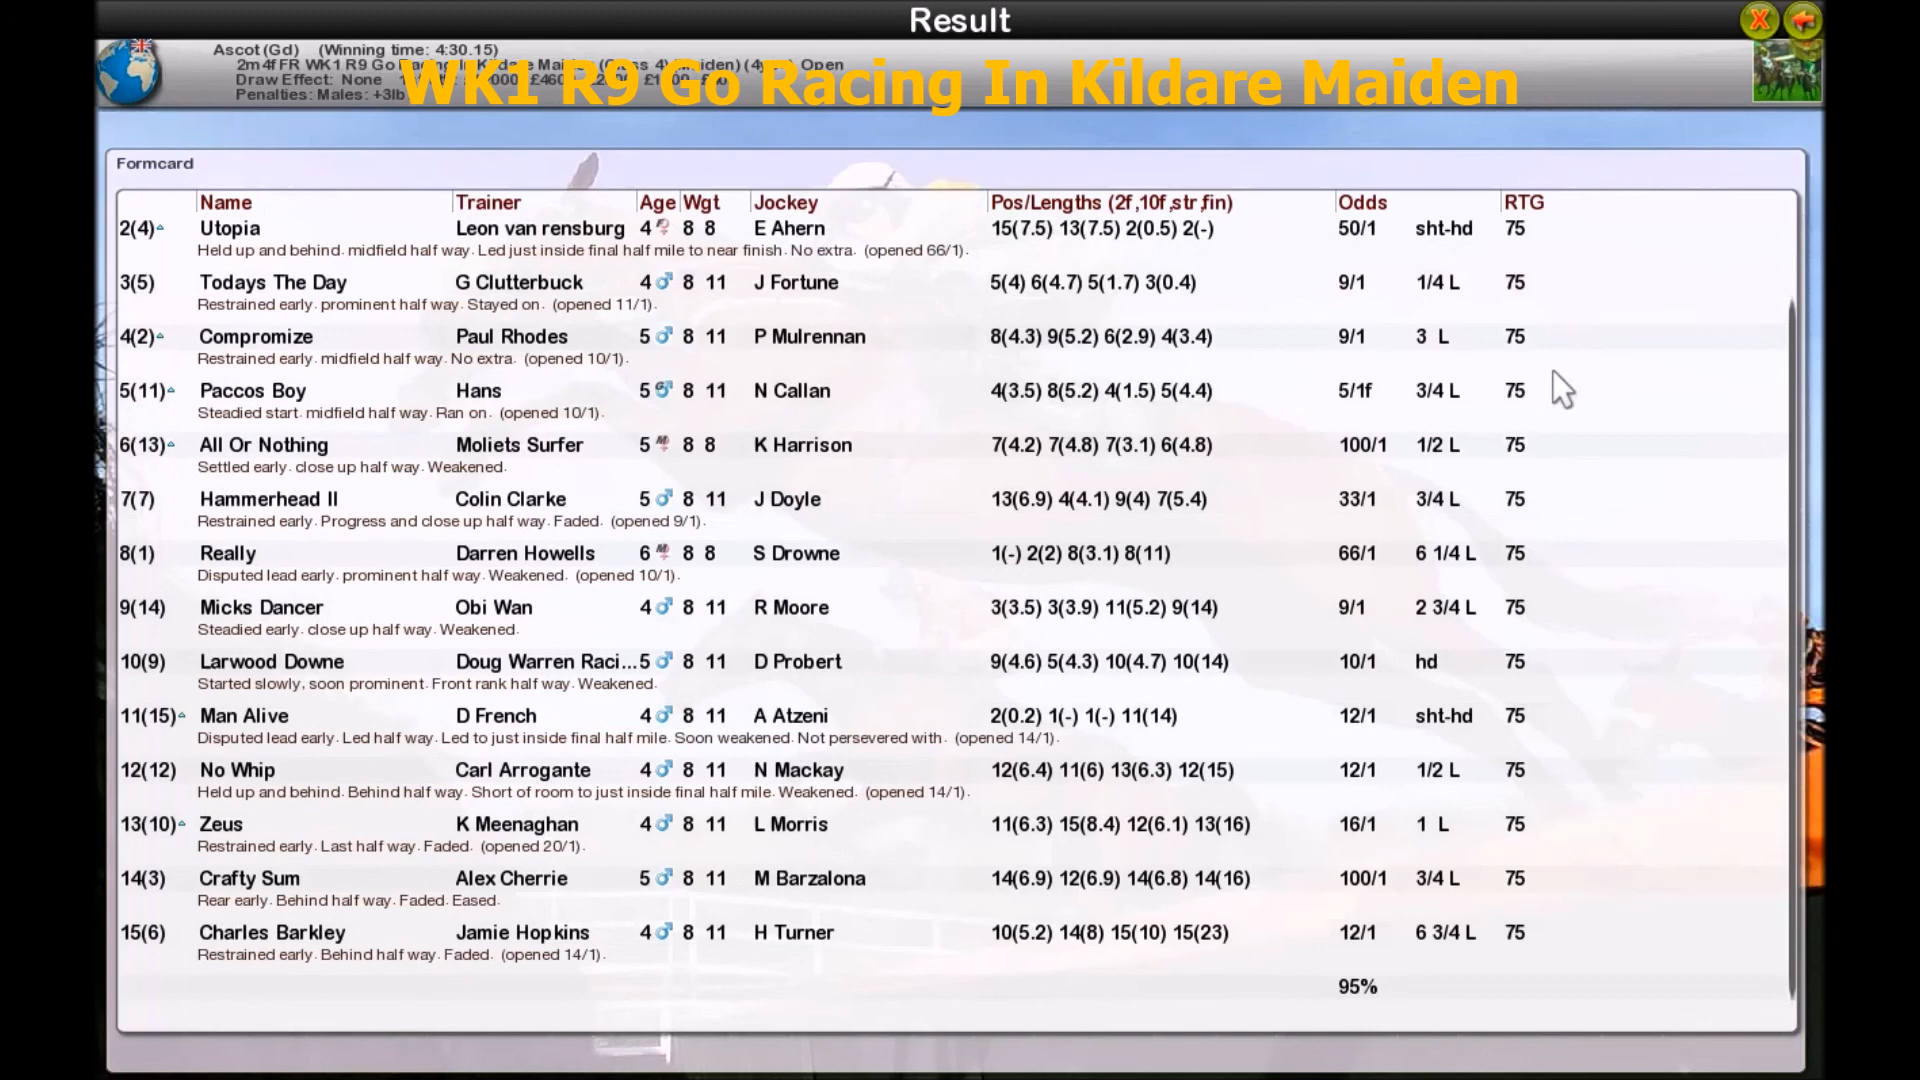 Result
Ascot (Gd) (Winning time: 4:30.15)
2m 4f FR WK1 R9 Go Racing In Kildare Maiden (Class 4) (Maiden) (4yo+) Open
Draw Effect: None
Penalties: Males: +3lb
WK1 R9 Go Racing In Kildare Maiden
Formcard
Name Trainer Age Wgt Jockey Pos/Lengths (2f,10f,str,fin) Odds RTG
2(4) Utopia Leon van rensburg 4 8 8 E Ahern 15(7.5) 13(7.5) 2(0.5) 2(-) 50/1 sht-hd 75
Held up and behind. midfield half way. Led just inside final half mile to near finish. No extra. (opened 66/1).
3(5) Todays The Day G Clutterbuck 4 8 11 J Fortune 5(4) 6(4.7) 5(1.7) 3(0.4) 9/1 1/4 L 75
Restrained early. prominent half way. Stayed on. (opened 11/1).
4(2) Compromize Paul Rhodes 5 8 11 P Mulrennan 8(4.3) 9(5.2) 6(2.9) 4(3.4) 9/1 3 L 75
Restrained early. midfield half way. No extra. (opened 10/1).
5(11) Paccos Boy Hans 5 8 11 N Callan 4(3.5) 8(5.2) 4(1.5) 5(4.4) 5/1f 3/4 L 75
Steadied start. midfield half way. Ran on. (opened 10/1).
6(13) All Or Nothing Moliets Surfer 5 8 8 K Harrison 7(4.2) 7(4.8) 7(3.1) 6(4.8) 100/1 1/2 L 75
Settled early. close up half way. Weakened.
7(7) Hammerhead II Colin Clarke 5 8 11 J Doyle 13(6.9) 4(4.1) 9(4) 7(5.4) 33/1 3/4 L 75
Restrained early. Progress and close up half way. Faded. (opened 9/1).
8(1) Really Darren Howells 6 8 8 S Drowne 1(-) 2(2) 8(3.1) 8(11) 66/1 6 1/4 L 75
Disputed lead early. prominent half way. Weakened. (opened 10/1).
9(14) Micks Dancer Obi Wan 4 8 11 R Moore 3(3.5) 3(3.9) 11(5.2) 9(14) 9/1 2 3/4 L 75
Steadied early. close up half way. Weakened.
10(9) Larwood Downe Doug Warren Raci... 5 8 11 D Probert 9(4.6) 5(4.3) 10(4.7) 10(14) 10/1 hd 75
Started slowly, soon prominent. Front rank half way. Weakened.
11(15) Man Alive D French 4 8 11 A Atzeni 2(0.2) 1(-) 1(-) 11(14) 12/1 sht-hd 75
Disputed lead early. Led half way. Led to just inside final half mile. Soon weakened. Not persevered with. (opened 14/1).
12(12) No Whip Carl Arrogante 4 8 11 N Mackay 12(6.4) 11(6) 13(6.3) 12(15) 12/1 1/2 L 75
Held up and behind. Behind half way. Short of room to just inside final half mile. Weakened. (opened 14/1).
13(10) Zeus K Meenaghan 4 8 11 L Morris 11(6.3) 15(8.4) 12(6.1) 13(16) 16/1 1 L 75
Restrained early. Last half way. Faded. (opened 20/1).
14(3) Crafty Sum Alex Cherrie 5 8 11 M Barzalona 14(6.9) 12(6.9) 14(6.8) 14(16) 100/1 3/4 L 75
Rear early. Behind half way. Faded. Eased.
15(6) Charles Barkley Jamie Hopkins 4 8 11 H Turner 10(5.2) 14(8) 15(10) 15(23) 12/1 6 3/4 L 75
Restrained early. Behind half way. Faded. (opened 14/1).
95%